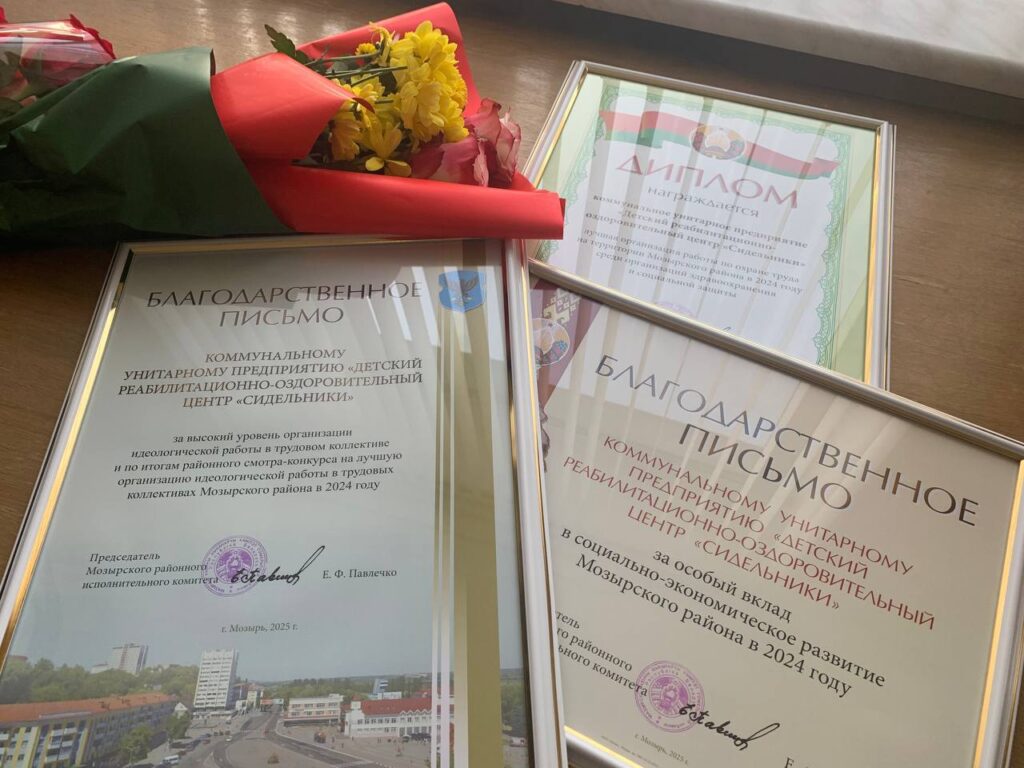 ДИПЛОМ
награждается
коммунальное унитарное предприятие
«Детский реабилитационно-
оздоровительный центр «Сидельники»
лучшая организация работы по охране труда
на территории Мозырского района в 2024 году
среди организаций здравоохранения
и социальной защиты
БЛАГОДАРСТВЕННОЕ
ПИСЬМО
КОММУНАЛЬНОМУ
УНИТАРНОМУ ПРЕДПРИЯТИЮ «ДЕТСКИЙ
РЕАБИЛИТАЦИОННО-ОЗДОРОВИТЕЛЬНЫЙ
ЦЕНТР «СИДЕЛЬНИКИ»
за высокий уровень организации
идеологической работы в трудовом коллективе
и по итогам районного смотра-конкурса на лучшую
организацию идеологической работы в трудовых
коллективах Мозырского района в 2024 году
Председатель
Мозырского районного
исполнительного комитета Е. Ф. Павлечко
г. Мозырь, 2025 г.
БЛАГОДАРСТВЕННОЕ
ПИСЬМО
КОММУНАЛЬНОМУ УНИТАРНОМУ
ПРЕДПРИЯТИЮ «ДЕТСКИЙ
РЕАБИЛИТАЦИОННО-ОЗДОРОВИТЕЛЬНЫЙ
ЦЕНТР «СИДЕЛЬНИКИ»
за особый вклад
в социально-экономическое развитие
Мозырского района в 2024 году
тель
го районного
льного комитета Е.
г. Мозырь, 2025 г.